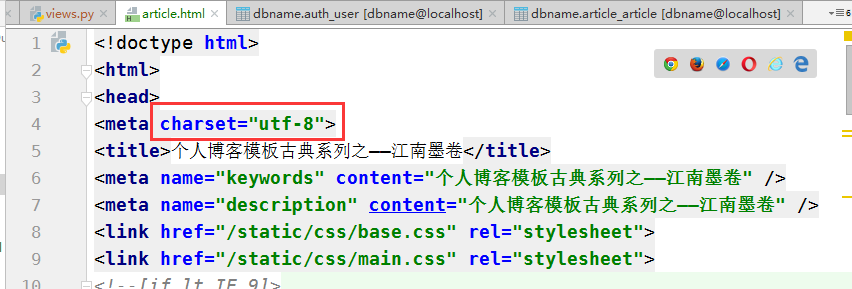 views.py article.html dbname.auth_user [dbname@localhost] dbname.article_article [dbname@localhost]
1 <!doctype html>
2 <html>
3 <head>
4 <meta charset="utf-8">
5 <title>个人博客模板古典系列之——江南墨卷</title>
6 <meta name="keywords" content="个人博客模板古典系列之——江南墨卷" />
7 <meta name="description" content="个人博客模板古典系列之——江南墨卷" />
8 <link href="/static/css/base.css" rel="stylesheet">
9 <link href="/static/css/main.css" rel="stylesheet">
10 <!--[if lt IE 9]>